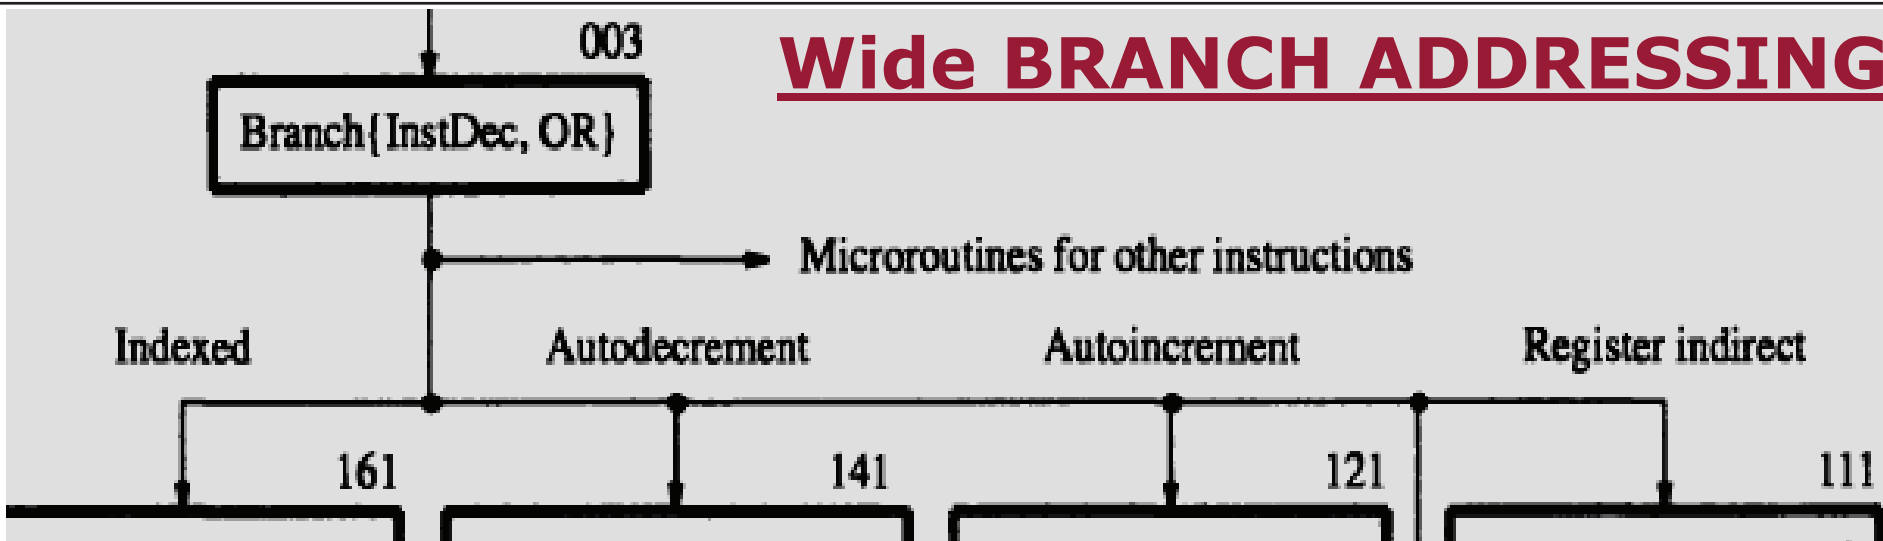 003
Wide BRANCH ADDRESSING
Branch{InstDec, OR}
Microroutines for other instructions
Indexed
Autodecrement
Autoincrement
Register indirect
161
141
121
111